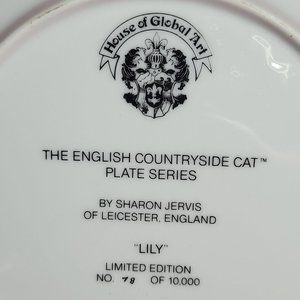 House of Global Art
THE ENGLISH COUNTRYSIDE CAT™
PLATE SERIES
BY SHARON JERVIS
OF LEICESTER, ENGLAND
"LILY"
LIMITED EDITION
NO. 78 OF 10,000